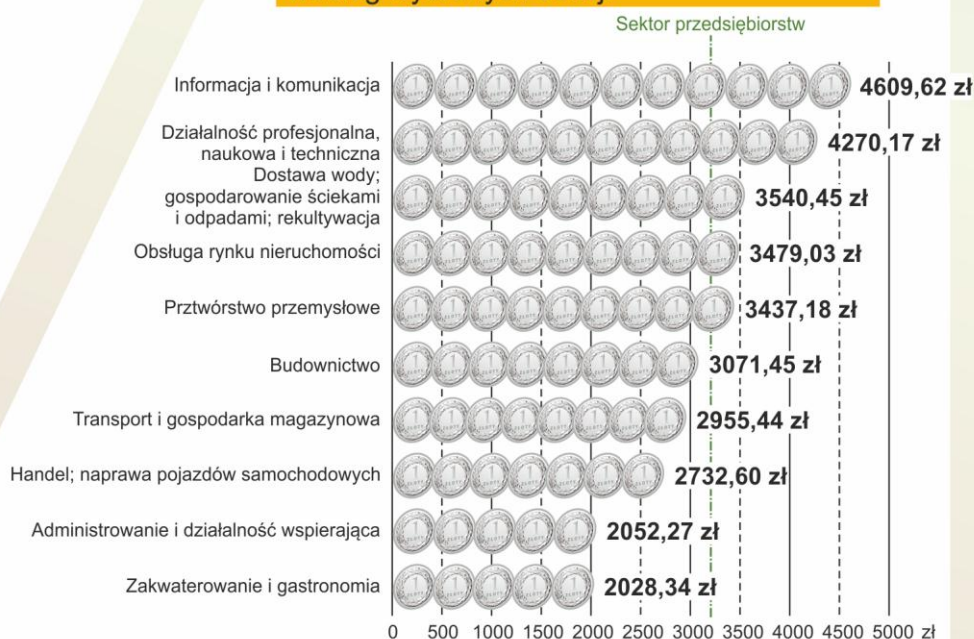 Sektor przedsiębiorstw
Informacja i komunikacja
4609,62 zł
Działalność profesjonalna,
naukowa i techniczna
4270,17 zł
Dostawa wody;
gospodarowanie ściekami
i odpadami; rekultywacja
3540,45 zł
Obsługa rynku nieruchomości
3479,03 zł
Prztwórstwo przemysłowe
3437,18 zł
Budownictwo
3071,45 zł
Transport i gospodarka magazynowa
2955,44 zł
Handel; naprawa pojazdów samochodowych
2732,60 zł
Administrowanie i działalność wspierająca
2052,27 zł
Zakwaterowanie i gastronomia
2028,34 zł
0 500 1000 1500 2000 2500 3000 3500 4000 4500 5000 zł